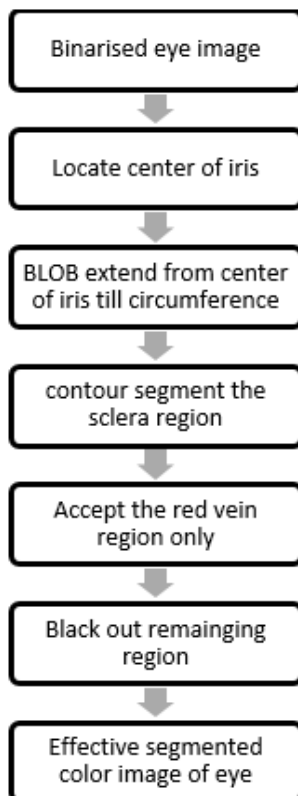 Binarised eye image
Locate center of iris
BLOB extend from center
of iris till circumference
contour segment the
sclera region
Accept the red vein
region only
Black out remainging
region
Effective segmented
color image of eye